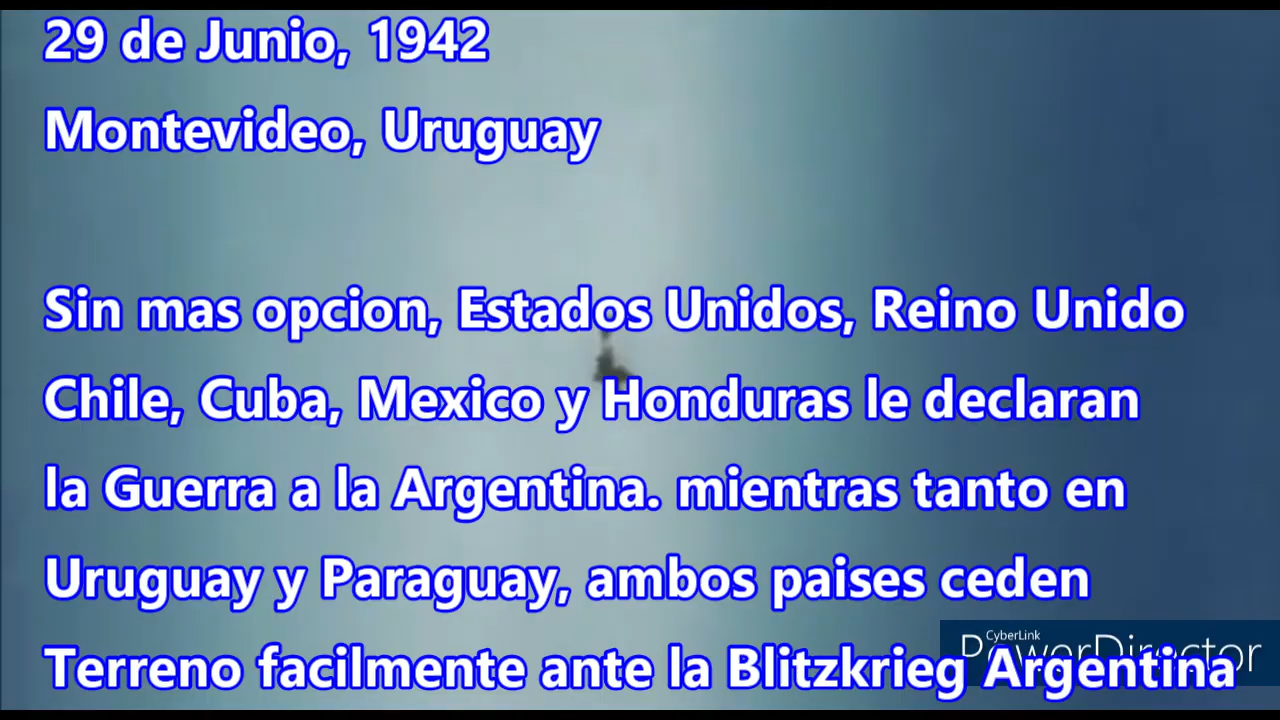 29 de Junio, 1942
Montevideo, Uruguay
Sin mas opcion, Estados Unidos, Reino Unido
Chile, Cuba, Mexico y Honduras le declaran
la Guerra a la Argentina. mientras tanto en
Uruguay y Paraguay, ambos paises ceden
Terreno facilmente ante la Blitzkrieg Argentina
CyberLink
PowerDirector